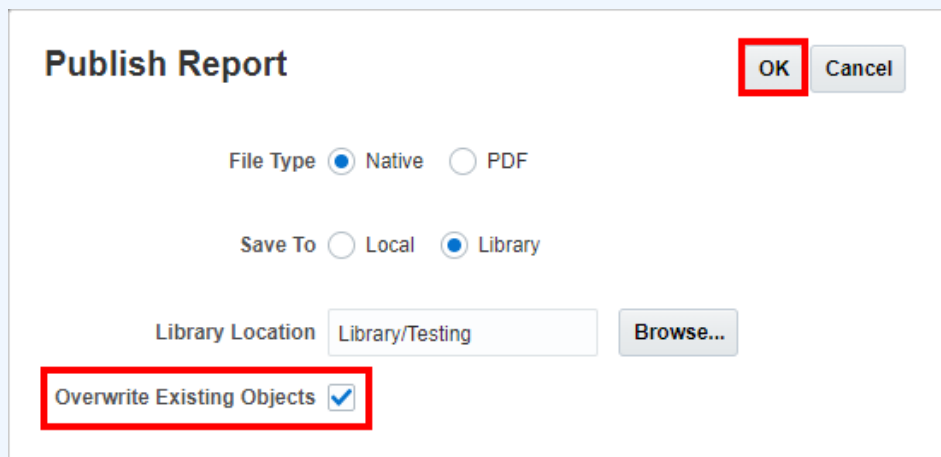 Publish Report
OK Cancel
File Type Native PDF
Save To Local Library
Library Location Library/Testing Browse...
Overwrite Existing Objects